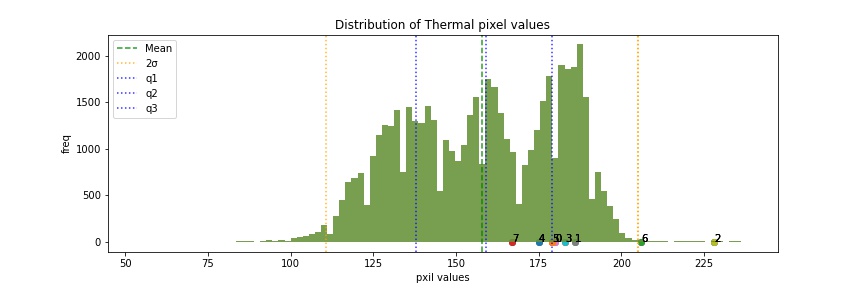 Distribution of Thermal pixel values
Mean
2σ
q1
q2
q3
freq
2000
1500
1000
500
0
7 4 5 0 3 1 6 2
50 75 100 125 150 175 200 225
pxil values